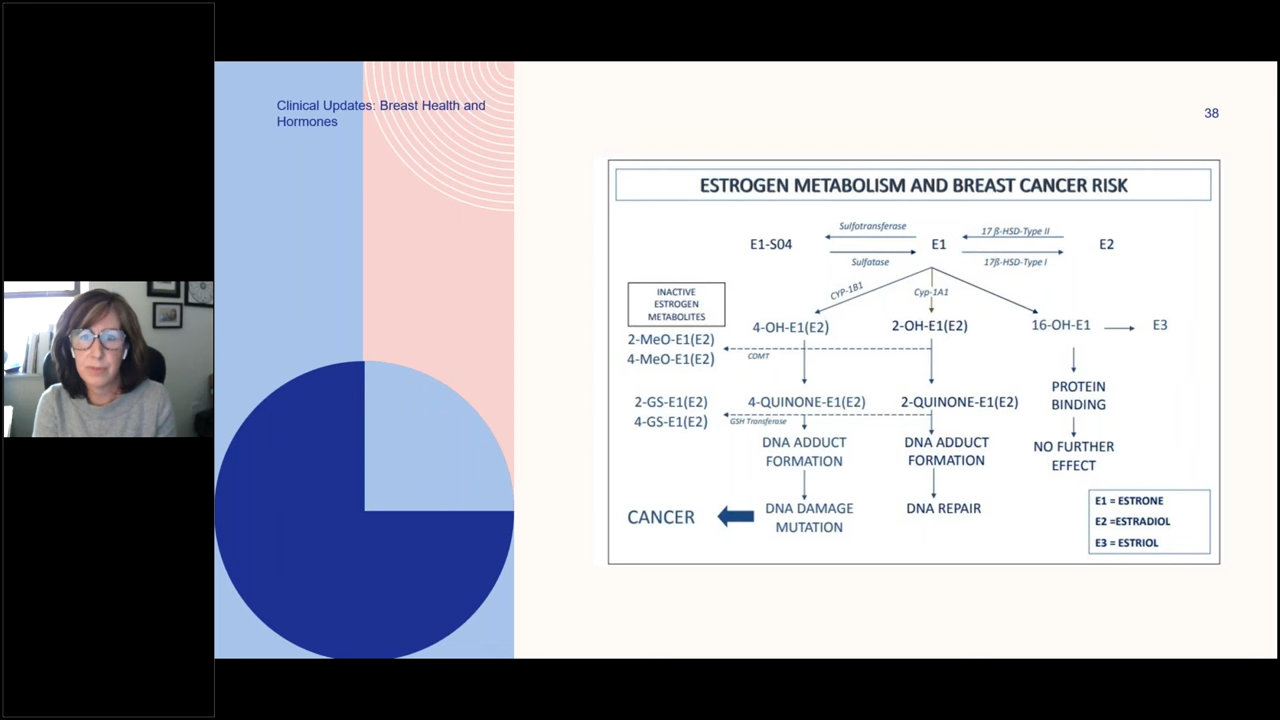 Clinical Updates: Breast Health and
Hormones
38
ESTROGEN METABOLISM AND BREAST CANCER RISK
Sulfotransferase
17 ß-HSD-Type II
E1-S04
E1
E2
Sulfatase
17ß-HSD-Type I
CYP-1B1
Cyp-1A1
INACTIVE
ESTROGEN
METABOLITES
4-OH-E1(E2)
2-OH-E1(E2)
16-OH-E1
E3
2-MeO-E1(E2)
4-MeO-E1(E2)
COMT
PROTEIN
BINDING
2-GS-E1(E2)
4-GS-E1(E2)
4-QUINONE-E1(E2)
2-QUINONE-E1(E2)
GSH Transferase
DNA ADDUCT
FORMATION
DNA ADDUCT
FORMATION
NO FURTHER
EFFECT
CANCER
DNA DAMAGE
MUTATION
DNA REPAIR
E1 = ESTRONE
E2 =ESTRADIOL
E3 = ESTRIOL